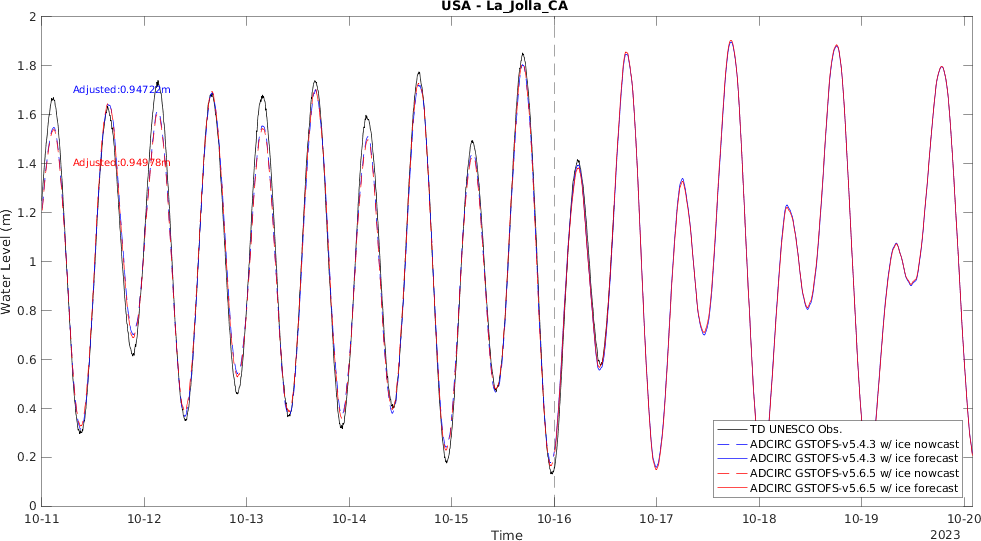 USA - La_Jolla_CA
2
1.8
1.6
1.4
1.2
1
0.8
0.6
0.4
0.2
0
Water Level (m)
Adjusted:0.94722m
Adjusted:0.94978m
TD UNESCO Obs.
ADCIRC GSTOFS-v5.4.3 w/ ice nowcast
ADCIRC GSTOFS-v5.4.3 w/ ice forecast
ADCIRC GSTOFS-v5.6.5 w/ ice nowcast
ADCIRC GSTOFS-v5.6.5 w/ ice forecast
10-11 10-12 10-13 10-14 10-15 10-16 10-17 10-18 10-19 10-20
Time
2023